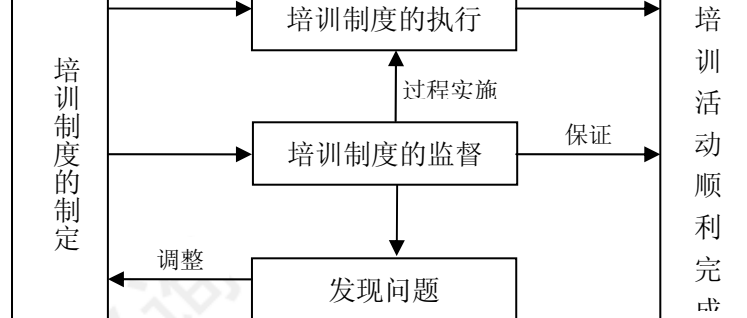 培训制度的执行
过程实施
培训制度的制定
培训制度的监督
保证
调整
发现问题
培训活动顺利完成